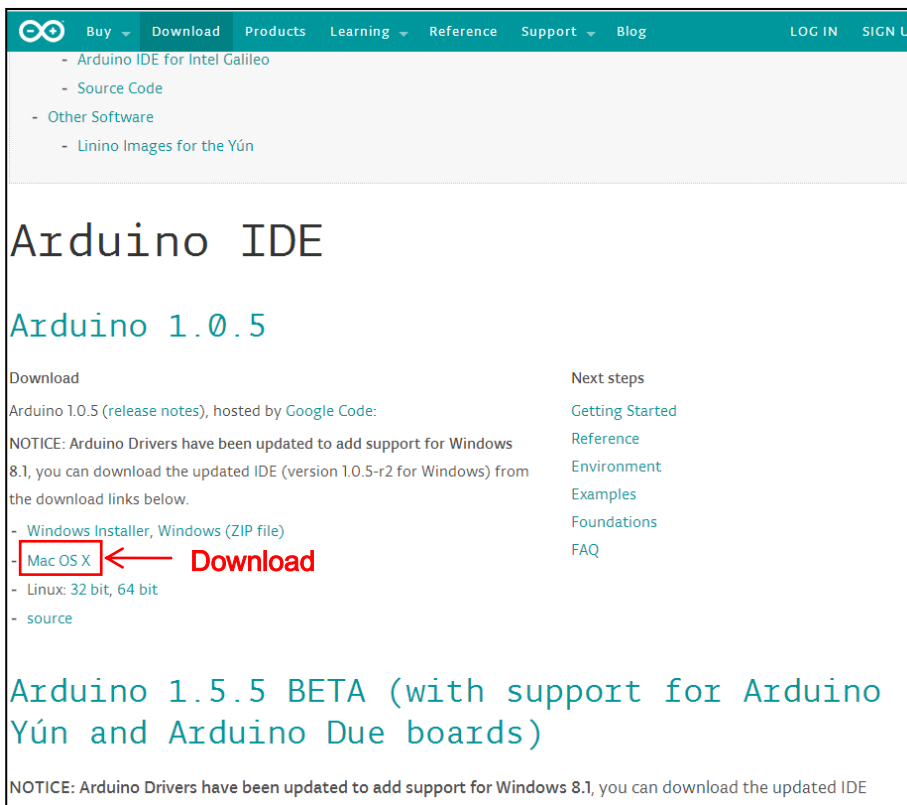 Buy Download Products Learning Reference Support Blog LOG IN SIGN U
- Arduino IDE for Intel Galileo
- Source Code
- Other Software
- Linino Images for the Yún
Arduino IDE
Arduino 1.0.5
Download
Arduino 1.0.5 (release notes), hosted by Google Code:
NOTICE: Arduino Drivers have been updated to add support for Windows
8.1, you can download the updated IDE (version 1.0.5-r2 for Windows) from
the download links below.
- Windows Installer, Windows (ZIP file)
- Mac OS X Download
- Linux: 32 bit, 64 bit
- source
Next steps
Getting Started
Reference
Environment
Examples
Foundations
FAQ
Arduino 1.5.5 BETA (with support for Arduino
Yún and Arduino Due boards)
NOTICE: Arduino Drivers have been updated to add support for Windows 8.1, you can download the updated IDE